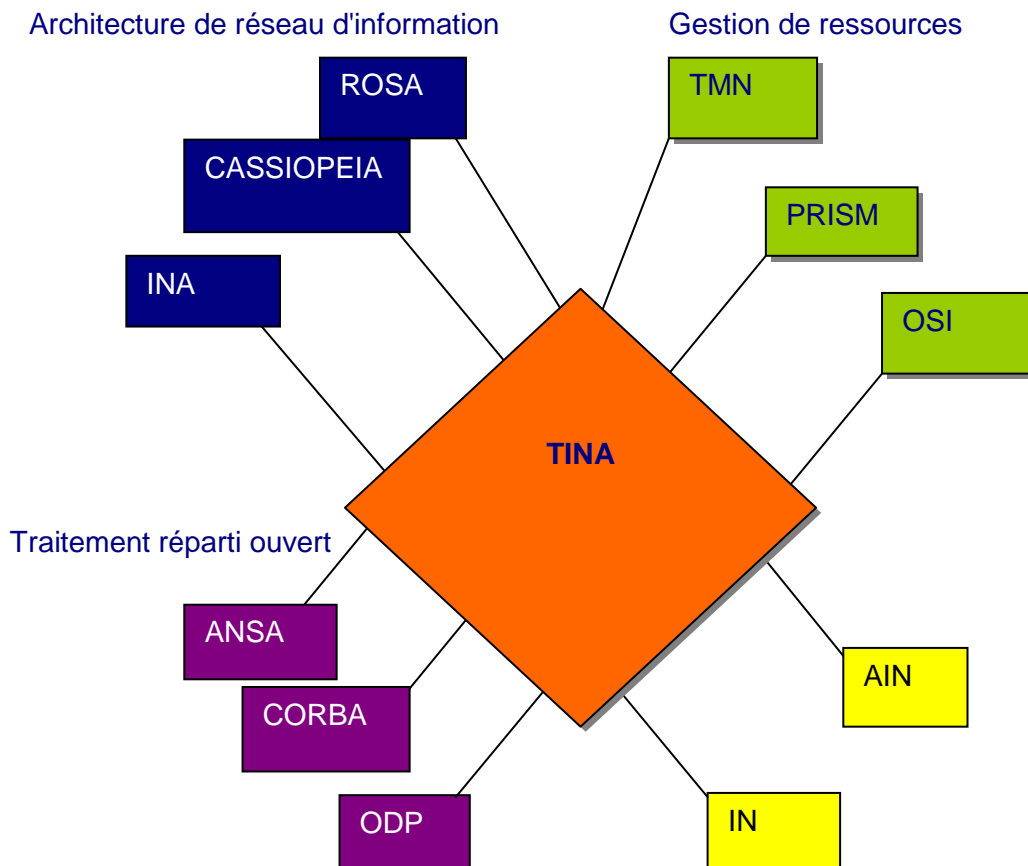 Architecture de réseau d'information
Gestion de ressources
ROSA
TMN
CASSIOPEIA
PRISM
INA
OSI
TINA
Traitement réparti ouvert
ANSA
AIN
CORBA
ODP
IN